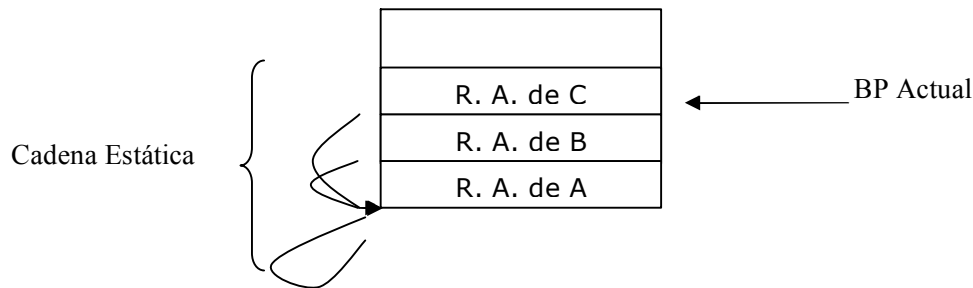 R. A. de C
BP Actual
R. A. de B
Cadena Estática
R. A. de A